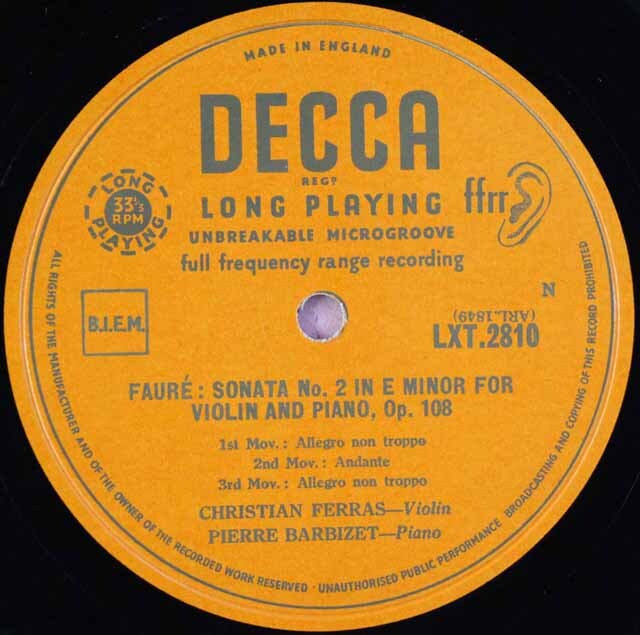 MADE IN ENGLAND
DECCA
REGD
LONG PLAYING
33⅓
RPM
LONG PLAYING
ffrr
UNBREAKABLE MICROGROOVE
full frequency range recording
N
B.I.E.M.
(ARL.1849)
LXT.2810
FAURÉ : SONATA No. 2 IN E MINOR FOR
VIOLIN AND PIANO, Op. 108
1st Mov. : Allegro non troppo
2nd Mov. : Andante
3rd Mov. : Allegro non troppo
CHRISTIAN FERRAS—Violin
PIERRE BARBIZET—Piano
ALL RIGHTS OF THE MANUFACTURER AND OF THE OWNER OF THE RECORDED WORK RESERVED · UNAUTHORISED PUBLIC PERFORMANCE BROADCASTING AND COPYING OF THIS RECORD PROHIBITED